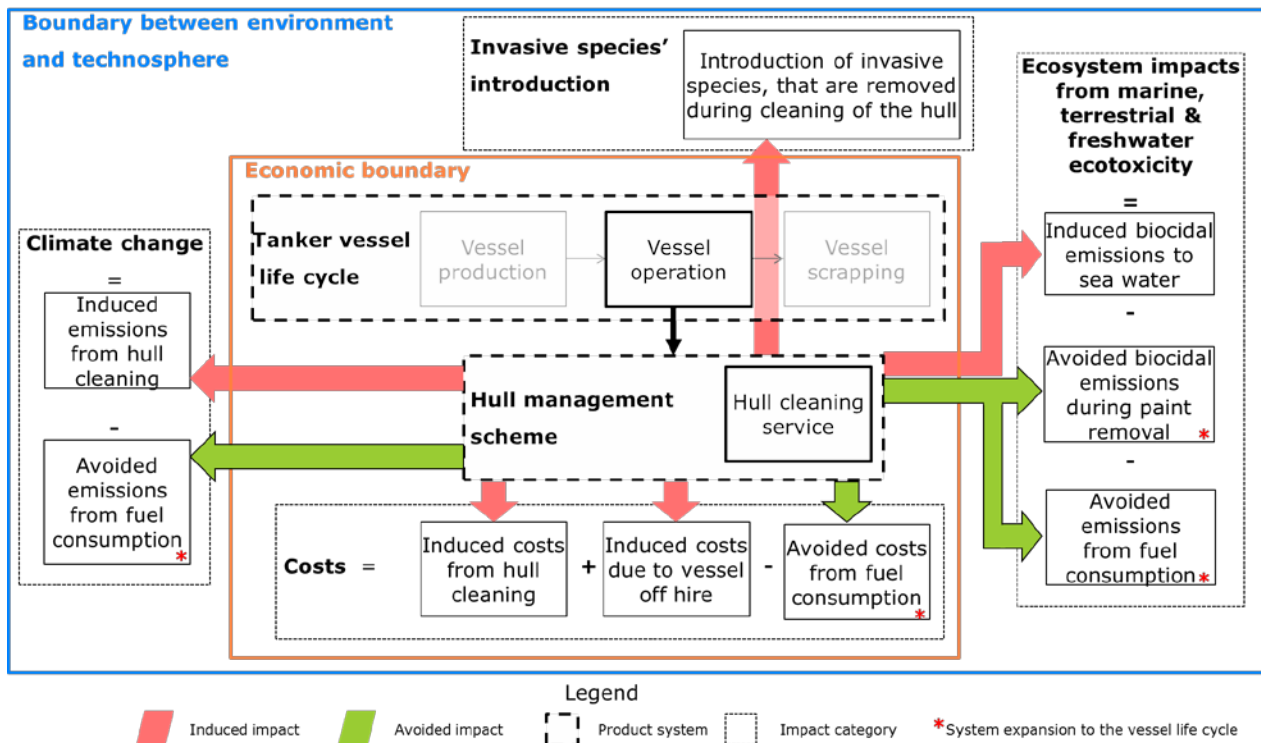 Boundary between environment
and technosphere
Invasive species’
introduction
Introduction of invasive
species, that are removed
during cleaning of the hull
Ecosystem impacts
from marine,
terrestrial &
freshwater
ecotoxicity
=
Induced biocidal
emissions to
sea water
-
Avoided biocidal
emissions
during paint
removal *
-
Avoided
emissions
from fuel
consumption *
Economic boundary
Tanker vessel
life cycle
Vessel
production
Vessel
operation
Vessel
scrapping
Climate change
=
Induced
emissions
from hull
cleaning
-
Avoided
emissions
from fuel
consumption *
Hull management
scheme
Hull cleaning
service
Costs =
Induced costs
from hull
cleaning
+
Induced costs
due to vessel
off hire
-
Avoided costs
from fuel
consumption *
Legend
Induced impact
Avoided impact
Product system
Impact category
*System expansion to the vessel life cycle